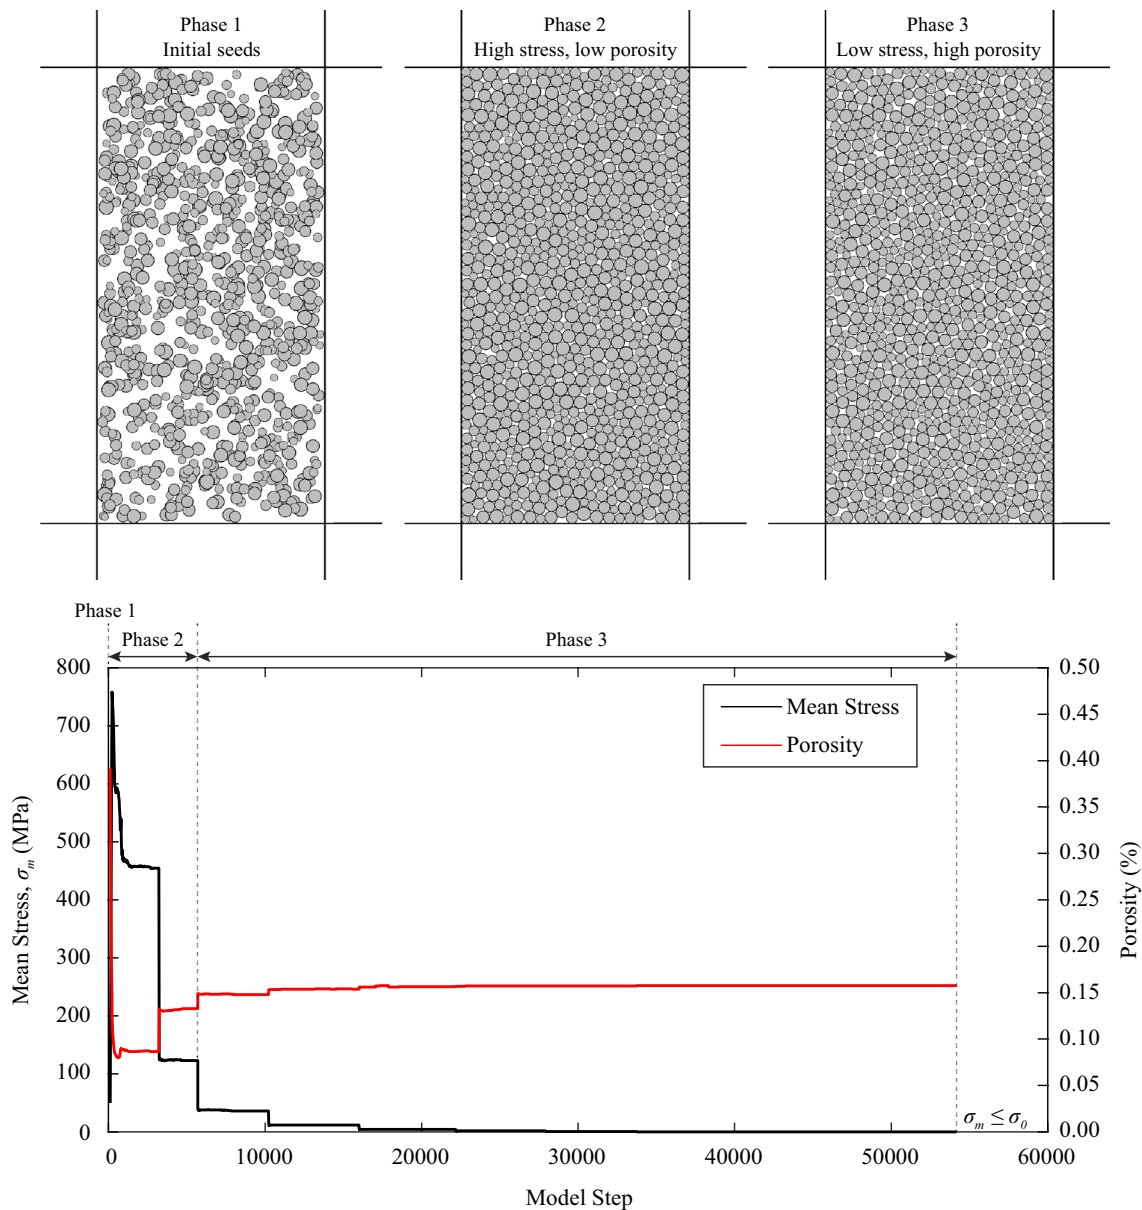 Phase 1
Initial seeds
Phase 2
High stress, low porosity
Phase 3
Low stress, high porosity
Phase 1
Phase 2
Phase 3
800
700
600
500
400
300
200
100
0
Mean Stress, σm (MPa)
Mean Stress
Porosity
σm ≤ σ0
0.50
0.45
0.40
0.35
0.30
0.25
0.20
0.15
0.10
0.05
0.00
Porosity (%)
0 10000 20000 30000 40000 50000 60000
Model Step